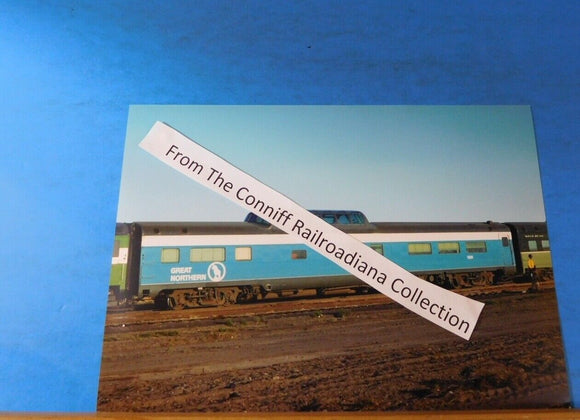 From The Conniff Railroadiana Collection
GREAT
NORTHERN